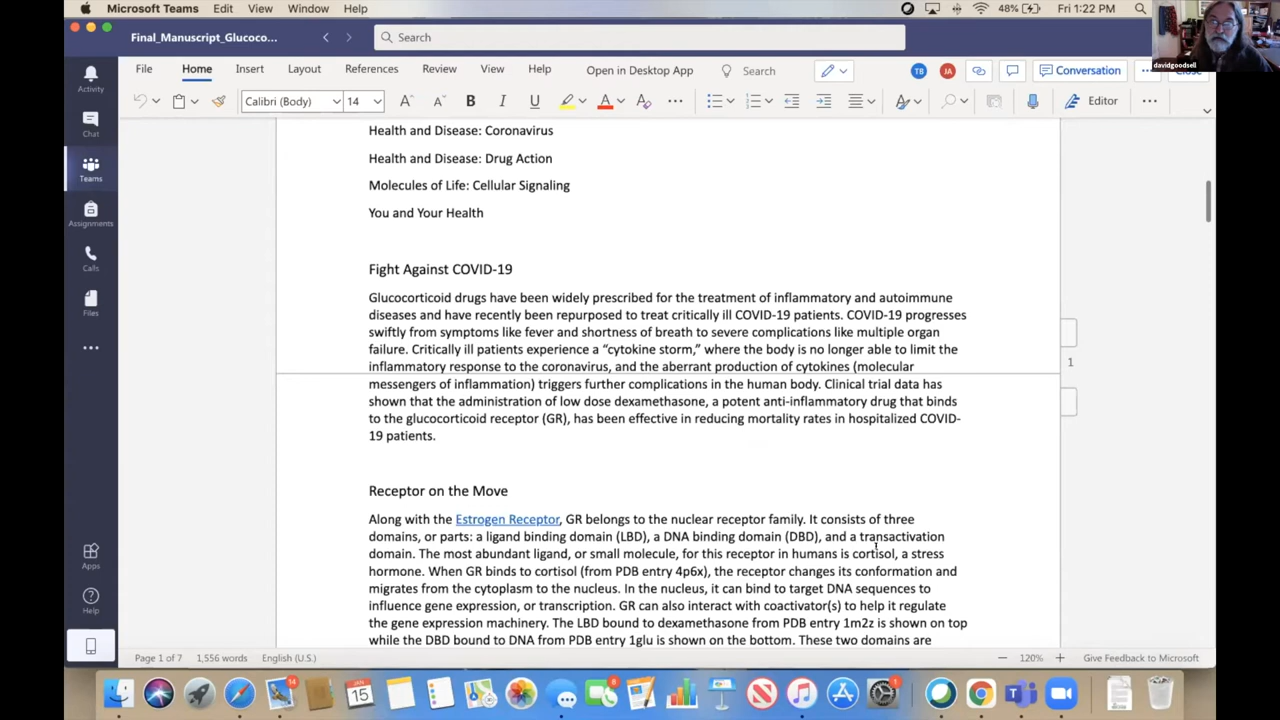 Microsoft Teams Edit View Window Help 48% Fri 1:22 PM
Final_Manuscript_Glucoco... Search
davidgoodsell
File Home Insert Layout References Review View Help Open in Desktop App Search TB JA Conversation Close
Calibri (Body) 14 B I U A Editor
Activity
Chat
Teams
Assignments
Calls
Files
Apps
Help
Health and Disease: Coronavirus
Health and Disease: Drug Action
Molecules of Life: Cellular Signaling
You and Your Health
Fight Against COVID-19
Glucocorticoid drugs have been widely prescribed for the treatment of inflammatory and autoimmune
diseases and have recently been repurposed to treat critically ill COVID-19 patients. COVID-19 progresses
swiftly from symptoms like fever and shortness of breath to severe complications like multiple organ
failure. Critically ill patients experience a “cytokine storm,” where the body is no longer able to limit the
inflammatory response to the coronavirus, and the aberrant production of cytokines (molecular
1
messengers of inflammation) triggers further complications in the human body. Clinical trial data has
shown that the administration of low dose dexamethasone, a potent anti-inflammatory drug that binds
to the glucocorticoid receptor (GR), has been effective in reducing mortality rates in hospitalized COVID-
19 patients.
Receptor on the Move
Along with the Estrogen Receptor, GR belongs to the nuclear receptor family. It consists of three
domains, or parts: a ligand binding domain (LBD), a DNA binding domain (DBD), and a transactivation
domain. The most abundant ligand, or small molecule, for this receptor in humans is cortisol, a stress
hormone. When GR binds to cortisol (from PDB entry 4p6x), the receptor changes its conformation and
migrates from the cytoplasm to the nucleus. In the nucleus, it can bind to target DNA sequences to
influence gene expression, or transcription. GR can also interact with coactivator(s) to help it regulate
the gene expression machinery. The LBD bound to dexamethasone from PDB entry 1m2z is shown on top
while the DBD bound to DNA from PDB entry 1glu is shown on the bottom. These two domains are
Page 1 of 7 1,556 words English (U.S.) 120% Give Feedback to Microsoft
JAN
15
14
8
1